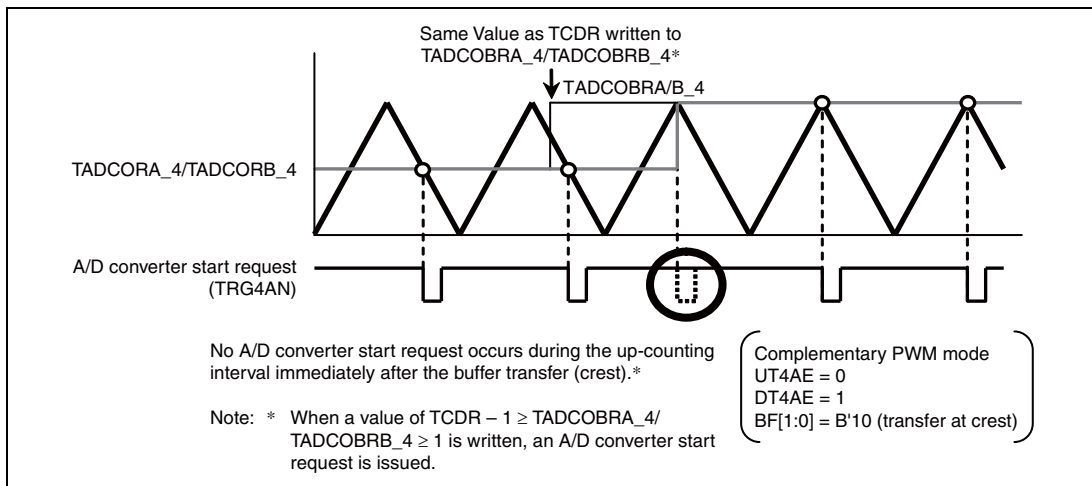 Same Value as TCDR written to
TADCOBRA_4/TADCOBRB_4*
TADCOBRA/B_4
TADCORA_4/TADCORB_4
A/D converter start request
(TRG4AN)
No A/D converter start request occurs during the up-counting
interval immediately after the buffer transfer (crest).*
Note: * When a value of TCDR – 1 ≥ TADCOBRA_4/
TADCOBRB_4 ≥ 1 is written, an A/D converter start
request is issued.
Complementary PWM mode
UT4AE = 0
DT4AE = 1
BF[1:0] = B'10 (transfer at crest)